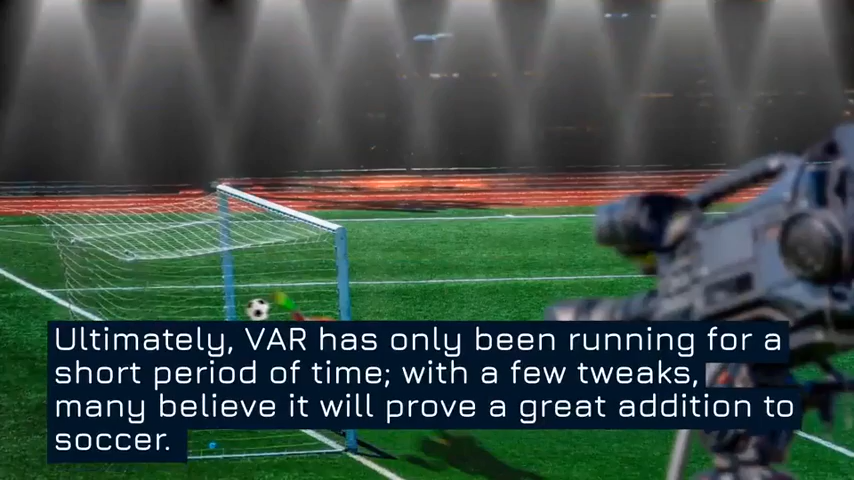 Ultimately, VAR has only been running for a
short period of time; with a few tweaks,
many believe it will prove a great addition to
soccer.